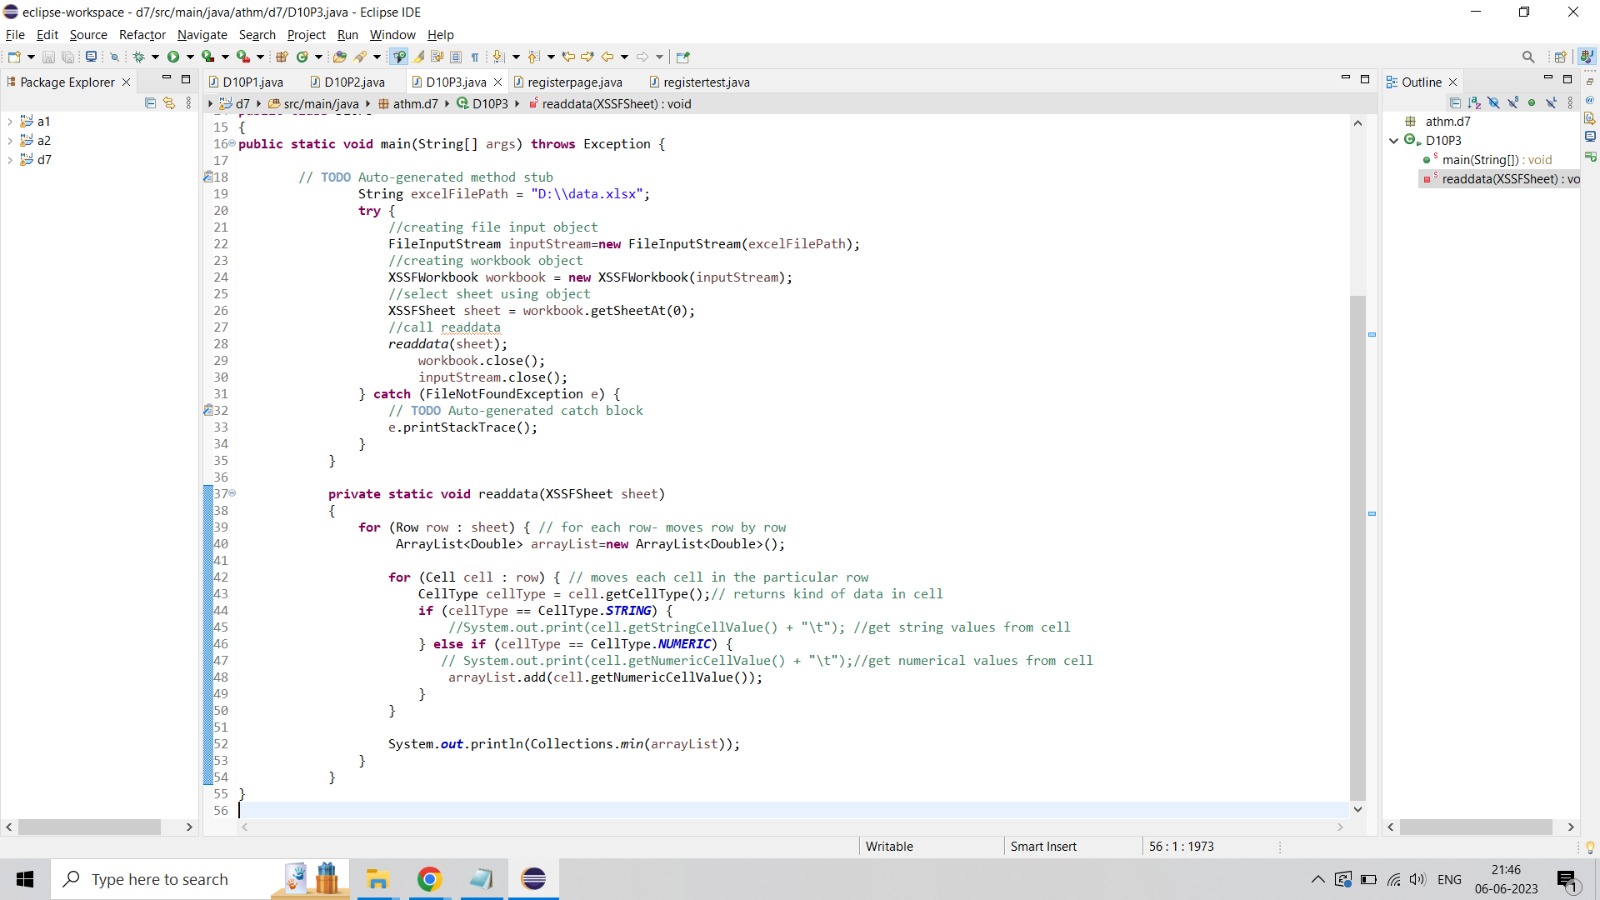 eclipse-workspace - d7/src/main/java/athm/d7/D10P3.java - Eclipse IDE
File Edit Source Refactor Navigate Search Project Run Window Help
Package Explorer
D10P1.java D10P2.java D10P3.java registerpage.java registertest.java
Outline
d7 src/main/java athm.d7 D10P3 readdata(XSSFSheet) : void
a1
a2
d7
athm.d7
D10P3
main(String[]) : void
readdata(XSSFSheet) : vo
15 {
16 public static void main(String[] args) throws Exception {
17
18 // TODO Auto-generated method stub
19 String excelFilePath = "D:\\data.xlsx";
20 try {
21 //creating file input object
22 FileInputStream inputStream=new FileInputStream(excelFilePath);
23 //creating workbook object
24 XSSFWorkbook workbook = new XSSFWorkbook(inputStream);
25 //select sheet using object
26 XSSFSheet sheet = workbook.getSheetAt(0);
27 //call readdata
28 readdata(sheet);
29 workbook.close();
30 inputStream.close();
31 } catch (FileNotFoundException e) {
32 // TODO Auto-generated catch block
33 e.printStackTrace();
34 }
35 }
36
37 private static void readdata(XSSFSheet sheet)
38 {
39 for (Row row : sheet) { // for each row- moves row by row
40 ArrayList<Double> arrayList=new ArrayList<Double>();
41
42 for (Cell cell : row) { // moves each cell in the particular row
43 CellType cellType = cell.getCellType();// returns kind of data in cell
44 if (cellType == CellType.STRING) {
45 //System.out.print(cell.getStringCellValue() + "\t"); //get string values from cell
46 } else if (cellType == CellType.NUMERIC) {
47 // System.out.print(cell.getNumericCellValue() + "\t");//get numerical values from cell
48 arrayList.add(cell.getNumericCellValue());
49 }
50 }
51
52 System.out.println(Collections.min(arrayList));
53 }
54 }
55 }
56
Writable Smart Insert 56 : 1 : 1973
Type here to search
ENG
21:46
06-06-2023
1